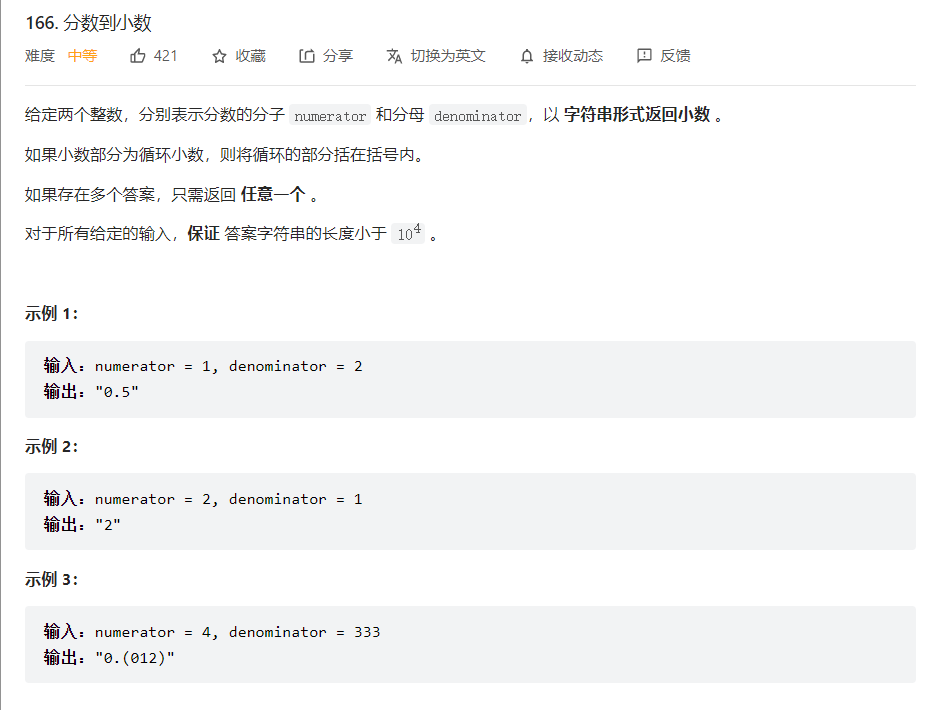 166. 分数到小数
难度 中等 421 收藏 分享 切换为英文 接收动态 反馈
给定两个整数，分别表示分数的分子 numerator 和分母 denominator，以 字符串形式返回小数 。
如果小数部分为循环小数，则将循环的部分括在括号内。
如果存在多个答案，只需返回 任意一个 。
对于所有给定的输入，保证 答案字符串的长度小于 10⁴ 。
示例 1：
输入：numerator = 1, denominator = 2
输出："0.5"
示例 2：
输入：numerator = 2, denominator = 1
输出："2"
示例 3：
输入：numerator = 4, denominator = 333
输出："0.(012)"